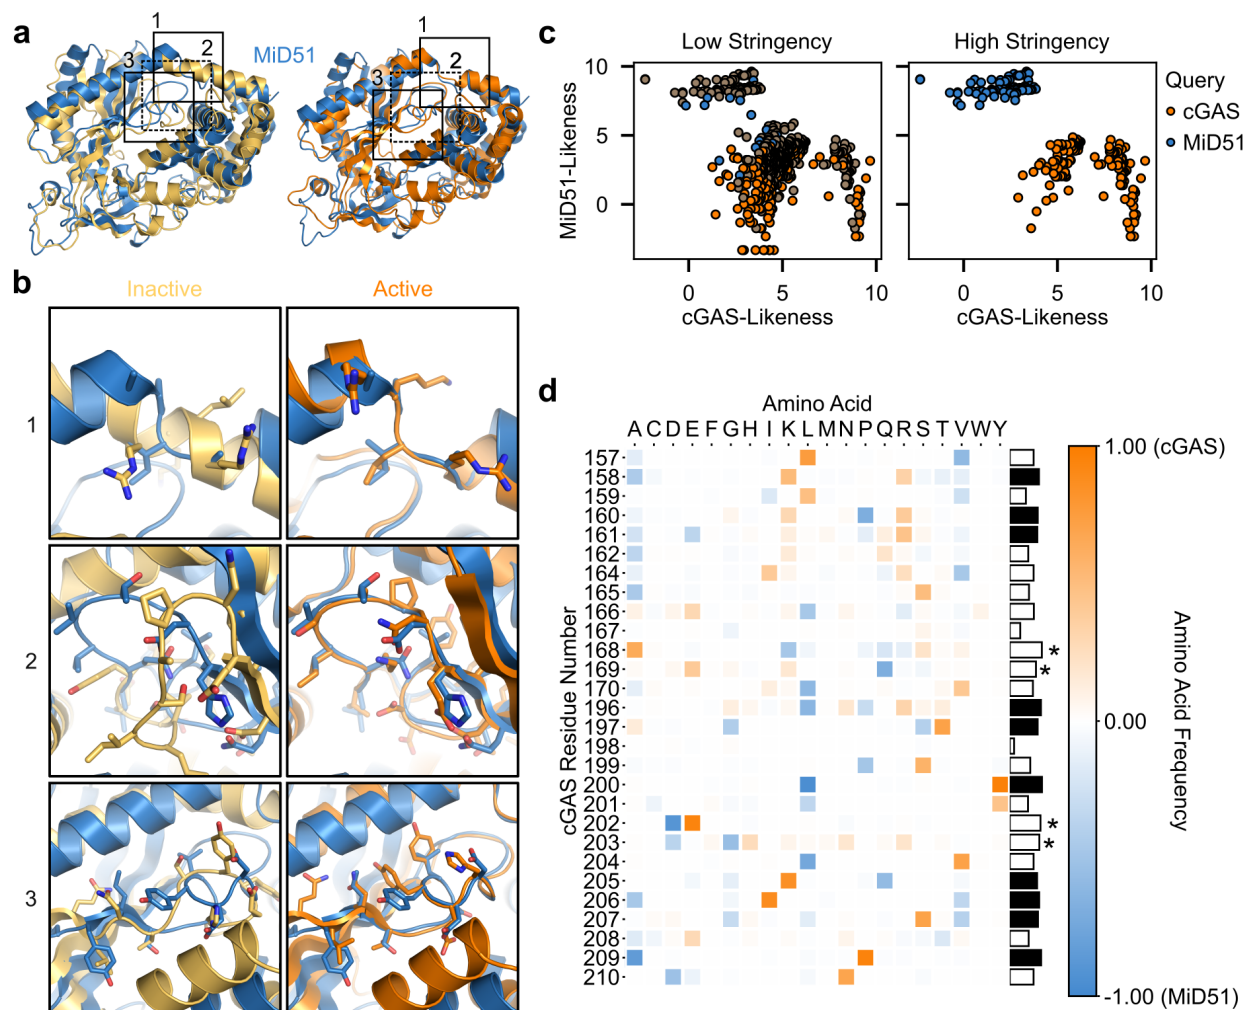 a
1
2
3
MiD51
1
2
3
b
Inactive
Active
1
2
3
c
Low Stringency
High Stringency
MiD51-Likeness
10
5
0
0
5
10
cGAS-Likeness
0
5
10
cGAS-Likeness
Query
cGAS
MiD51
d
Amino Acid
A C D E F G H I K L M N P Q R S T V W Y
cGAS Residue Number
157
158
159
160
161
162
164
165
166
167
168 *
169 *
170
196
197
198
199
200
201
202 *
203 *
204
205
206
207
208
209
210
1.00 (cGAS)
0.00
-1.00 (MiD51)
Amino Acid Frequency